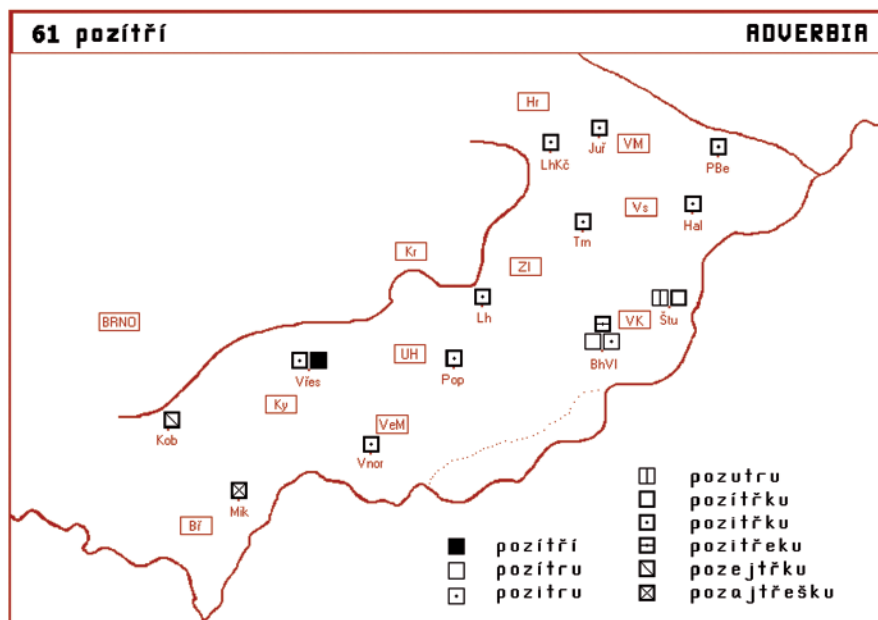 61 pozítří ADVERBIA
Hr
Juř VM
LhKč PBe
Vs Hal
Trn
Kr
Zl
BRNO Lh VK Štu
UH BhVl
Vřes Pop
Ky
VeM
Kob Vnor
Mik
Bř
pozutru
pozítřku
pozitřku
pozítří pozitřeku
pozítru pozejtřku
pozitru pozajtřešku